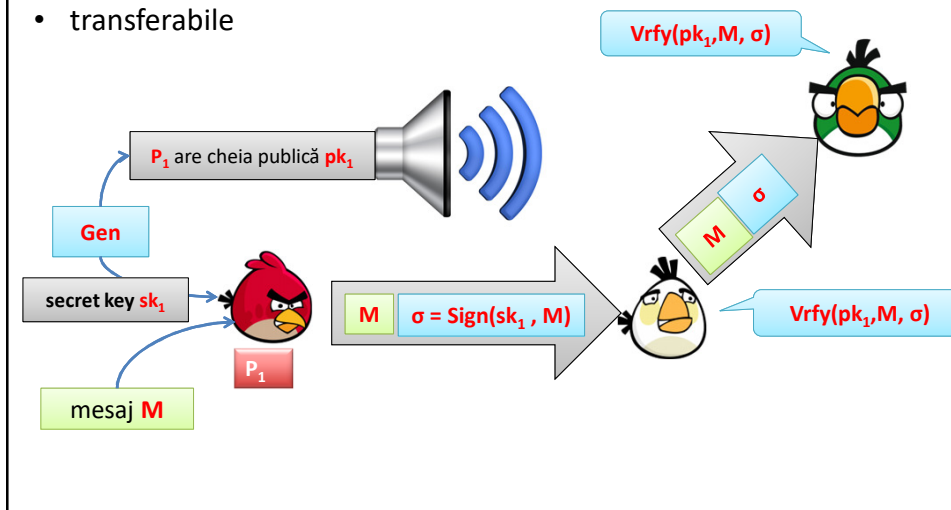 • transferabile
Vrfy(pk₁,M, σ)
P₁ are cheia publică pk₁
Gen
secret key sk₁
mesaj M
P₁
M
σ = Sign(sk₁ , M)
M
σ
Vrfy(pk₁,M, σ)